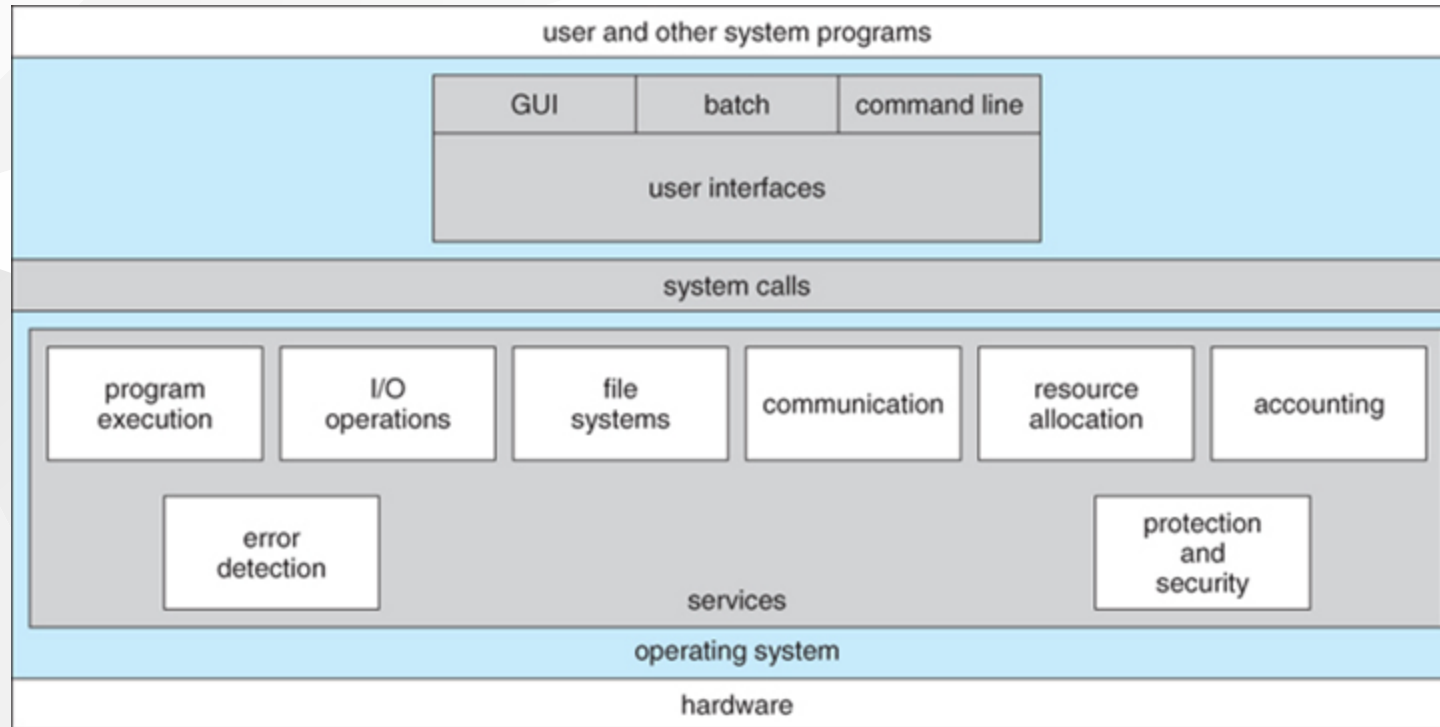 user and other system programs
GUI
batch
command line
user interfaces
system calls
program
execution
I/O
operations
file
systems
communication
resource
allocation
accounting
error
detection
protection
and
security
services
operating system
hardware